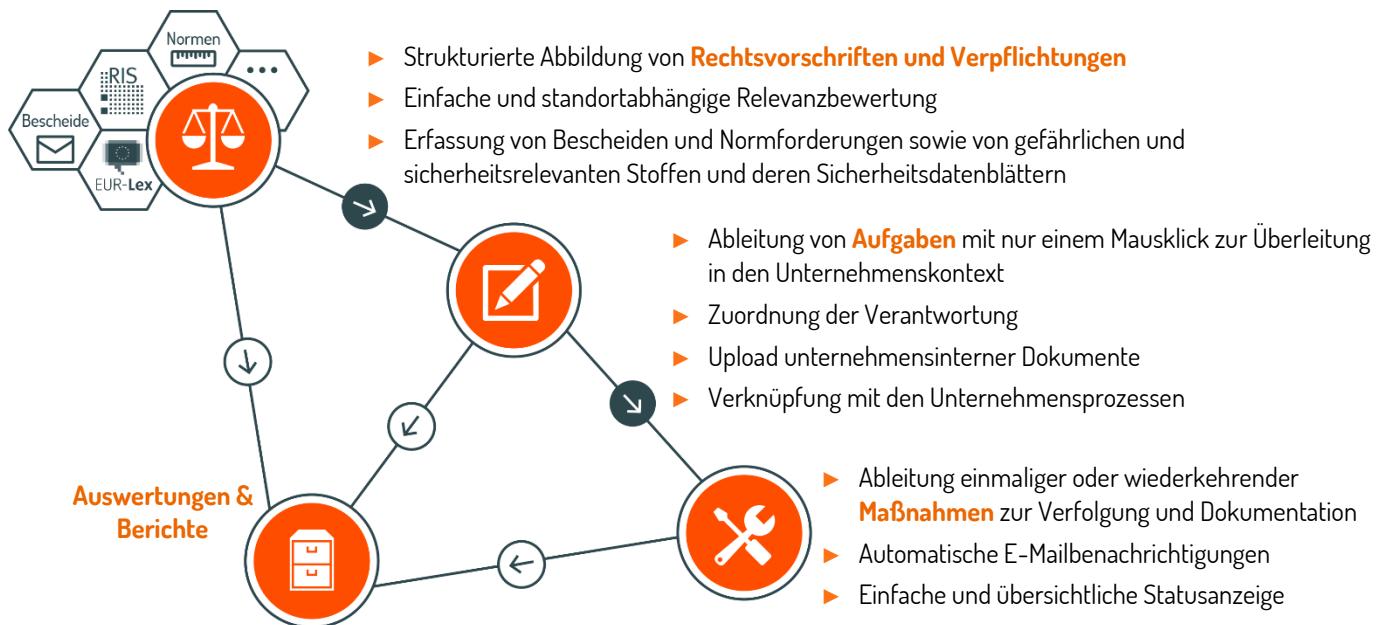 Normen
RIS
Bescheide
EUR-Lex
► Strukturierte Abbildung von Rechtsvorschriften und Verpflichtungen
► Einfache und standortabhängige Relevanzbewertung
► Erfassung von Bescheiden und Normforderungen sowie von gefährlichen und
sicherheitsrelevanten Stoffen und deren Sicherheitsdatenblättern
► Ableitung von Aufgaben mit nur einem Mausklick zur Überleitung
in den Unternehmenskontext
► Zuordnung der Verantwortung
► Upload unternehmensinterner Dokumente
► Verknüpfung mit den Unternehmensprozessen
Auswertungen &
Berichte
► Ableitung einmaliger oder wiederkehrender
Maßnahmen zur Verfolgung und Dokumentation
► Automatische E-Mailbenachrichtigungen
► Einfache und übersichtliche Statusanzeige